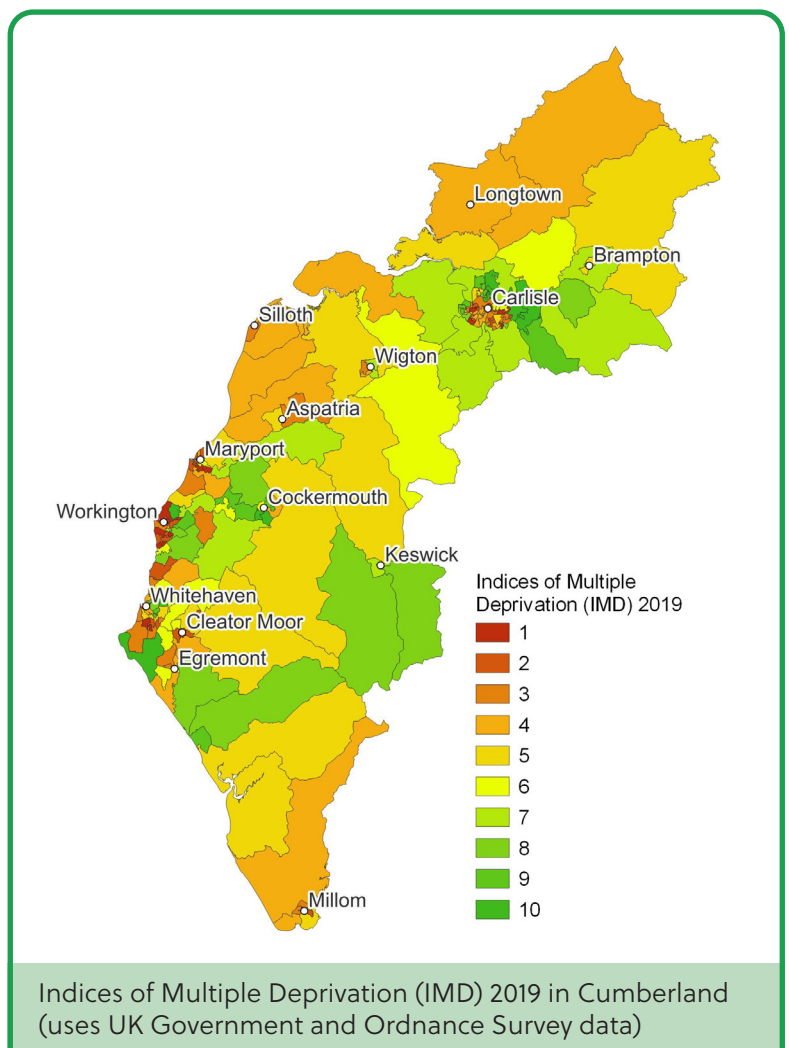 Longtown
Brampton
Carlisle
Silloth
Wigton
Aspatria
Maryport
Cockermouth
Workington
Keswick
Whitehaven
Cleator Moor
Egremont
Millom
Indices of Multiple
Deprivation (IMD) 2019
1
2
3
4
5
6
7
8
9
10
Indices of Multiple Deprivation (IMD) 2019 in Cumberland
(uses UK Government and Ordnance Survey data)